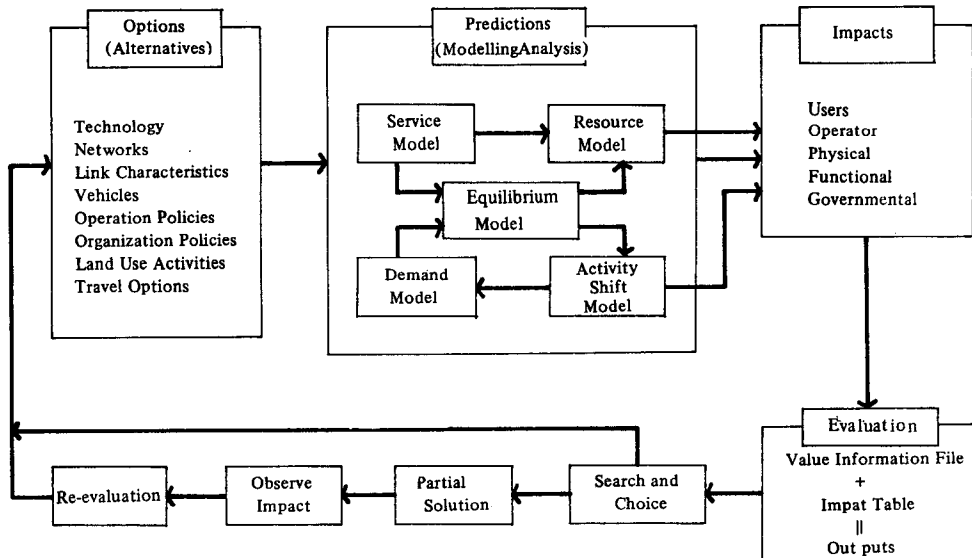 Options
(Alternatives)
Technology
Networks
Link Characteristics
Vehicles
Operation Policies
Organization Policies
Land Use Activities
Travel Options
Predictions
(ModellingAnalysis)
Service
Model
Resource
Model
Equilibrium
Model
Demand
Model
Activity
Shift
Model
Impacts
Users
Operator
Physical
Functional
Governmental
Evaluation
Value Information File
+
Impat Table
||
Out puts
Search and
Choice
Partial
Solution
Observe
Impact
Re-evaluation